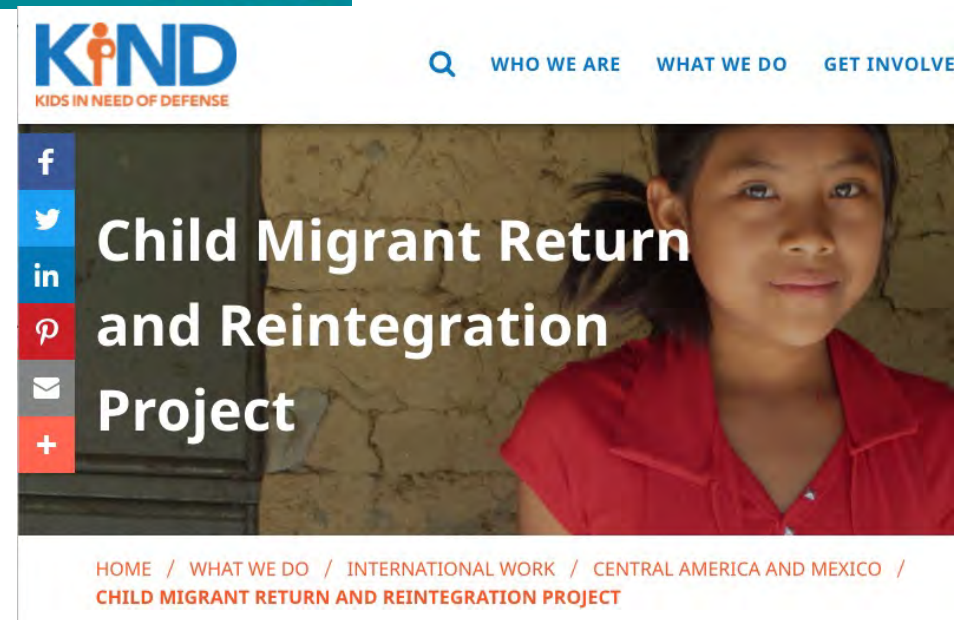 KIND
KIDS IN NEED OF DEFENSE
WHO WE ARE WHAT WE DO GET INVOLVE
f
in
Child Migrant Return
and Reintegration
Project
HOME / WHAT WE DO / INTERNATIONAL WORK / CENTRAL AMERICA AND MEXICO /
CHILD MIGRANT RETURN AND REINTEGRATION PROJECT